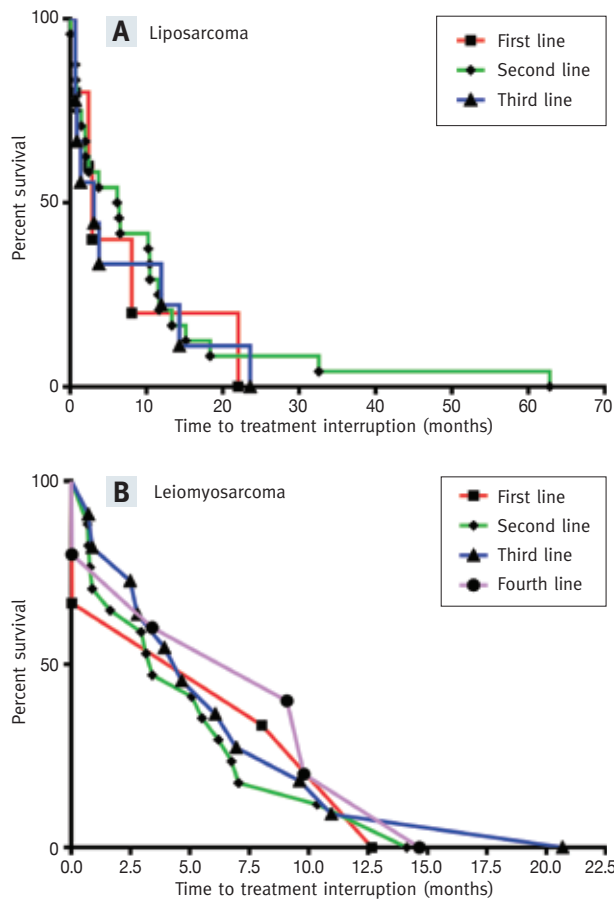 A Liposarcoma
First line
Second line
Third line
Percent survival
100
50
0
0 10 20 30 40 50 60 70
Time to treatment interruption (months)
B Leiomyosarcoma
First line
Second line
Third line
Fourth line
Percent survival
100
50
0
0.0 2.5 5.0 7.5 10.0 12.5 15.0 17.5 20.0 22.5
Time to treatment interruption (months)